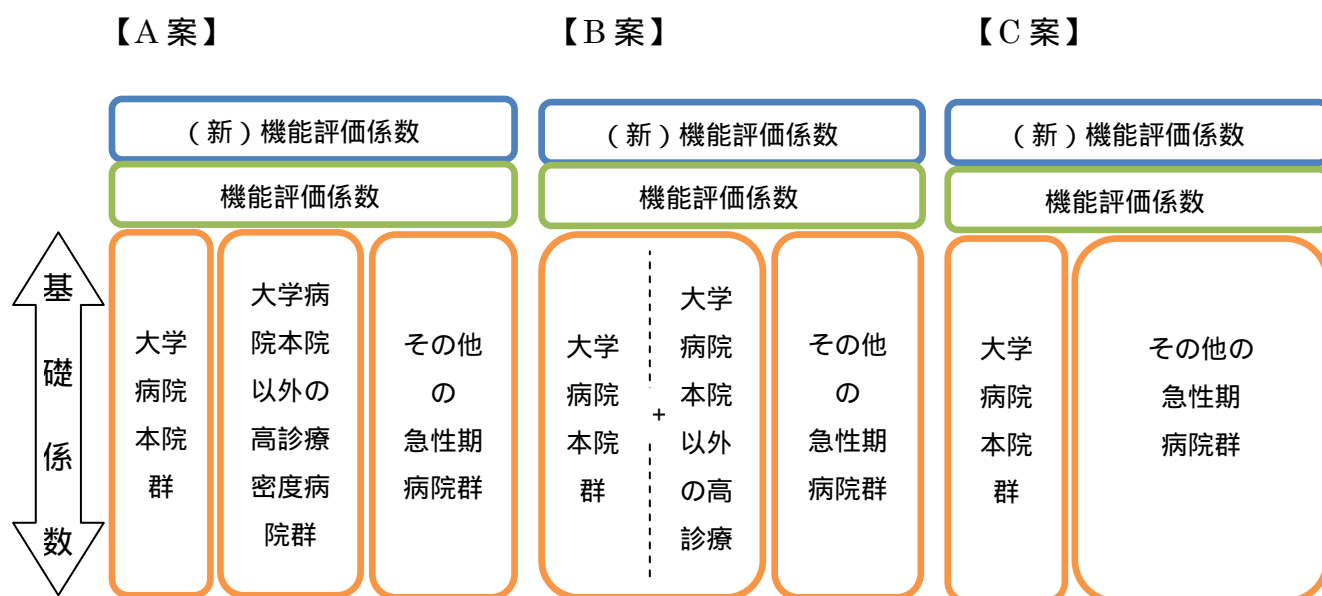 【A 案】
【B 案】
【C 案】
(新)機能評価係数
(新)機能評価係数
(新)機能評価係数
機能評価係数
機能評価係数
機能評価係数
基
礎
係
数
大学
病院
本院
群
大学病
院本院
以外の
高診療
密度病
院群
その他
の
急性期
病院群
大学
病院
本院
群
+
大学
病院
本院
以外
の高
診療
その他
の
急性期
病院群
大学
病院
本院
群
その他の
急性期
病院群